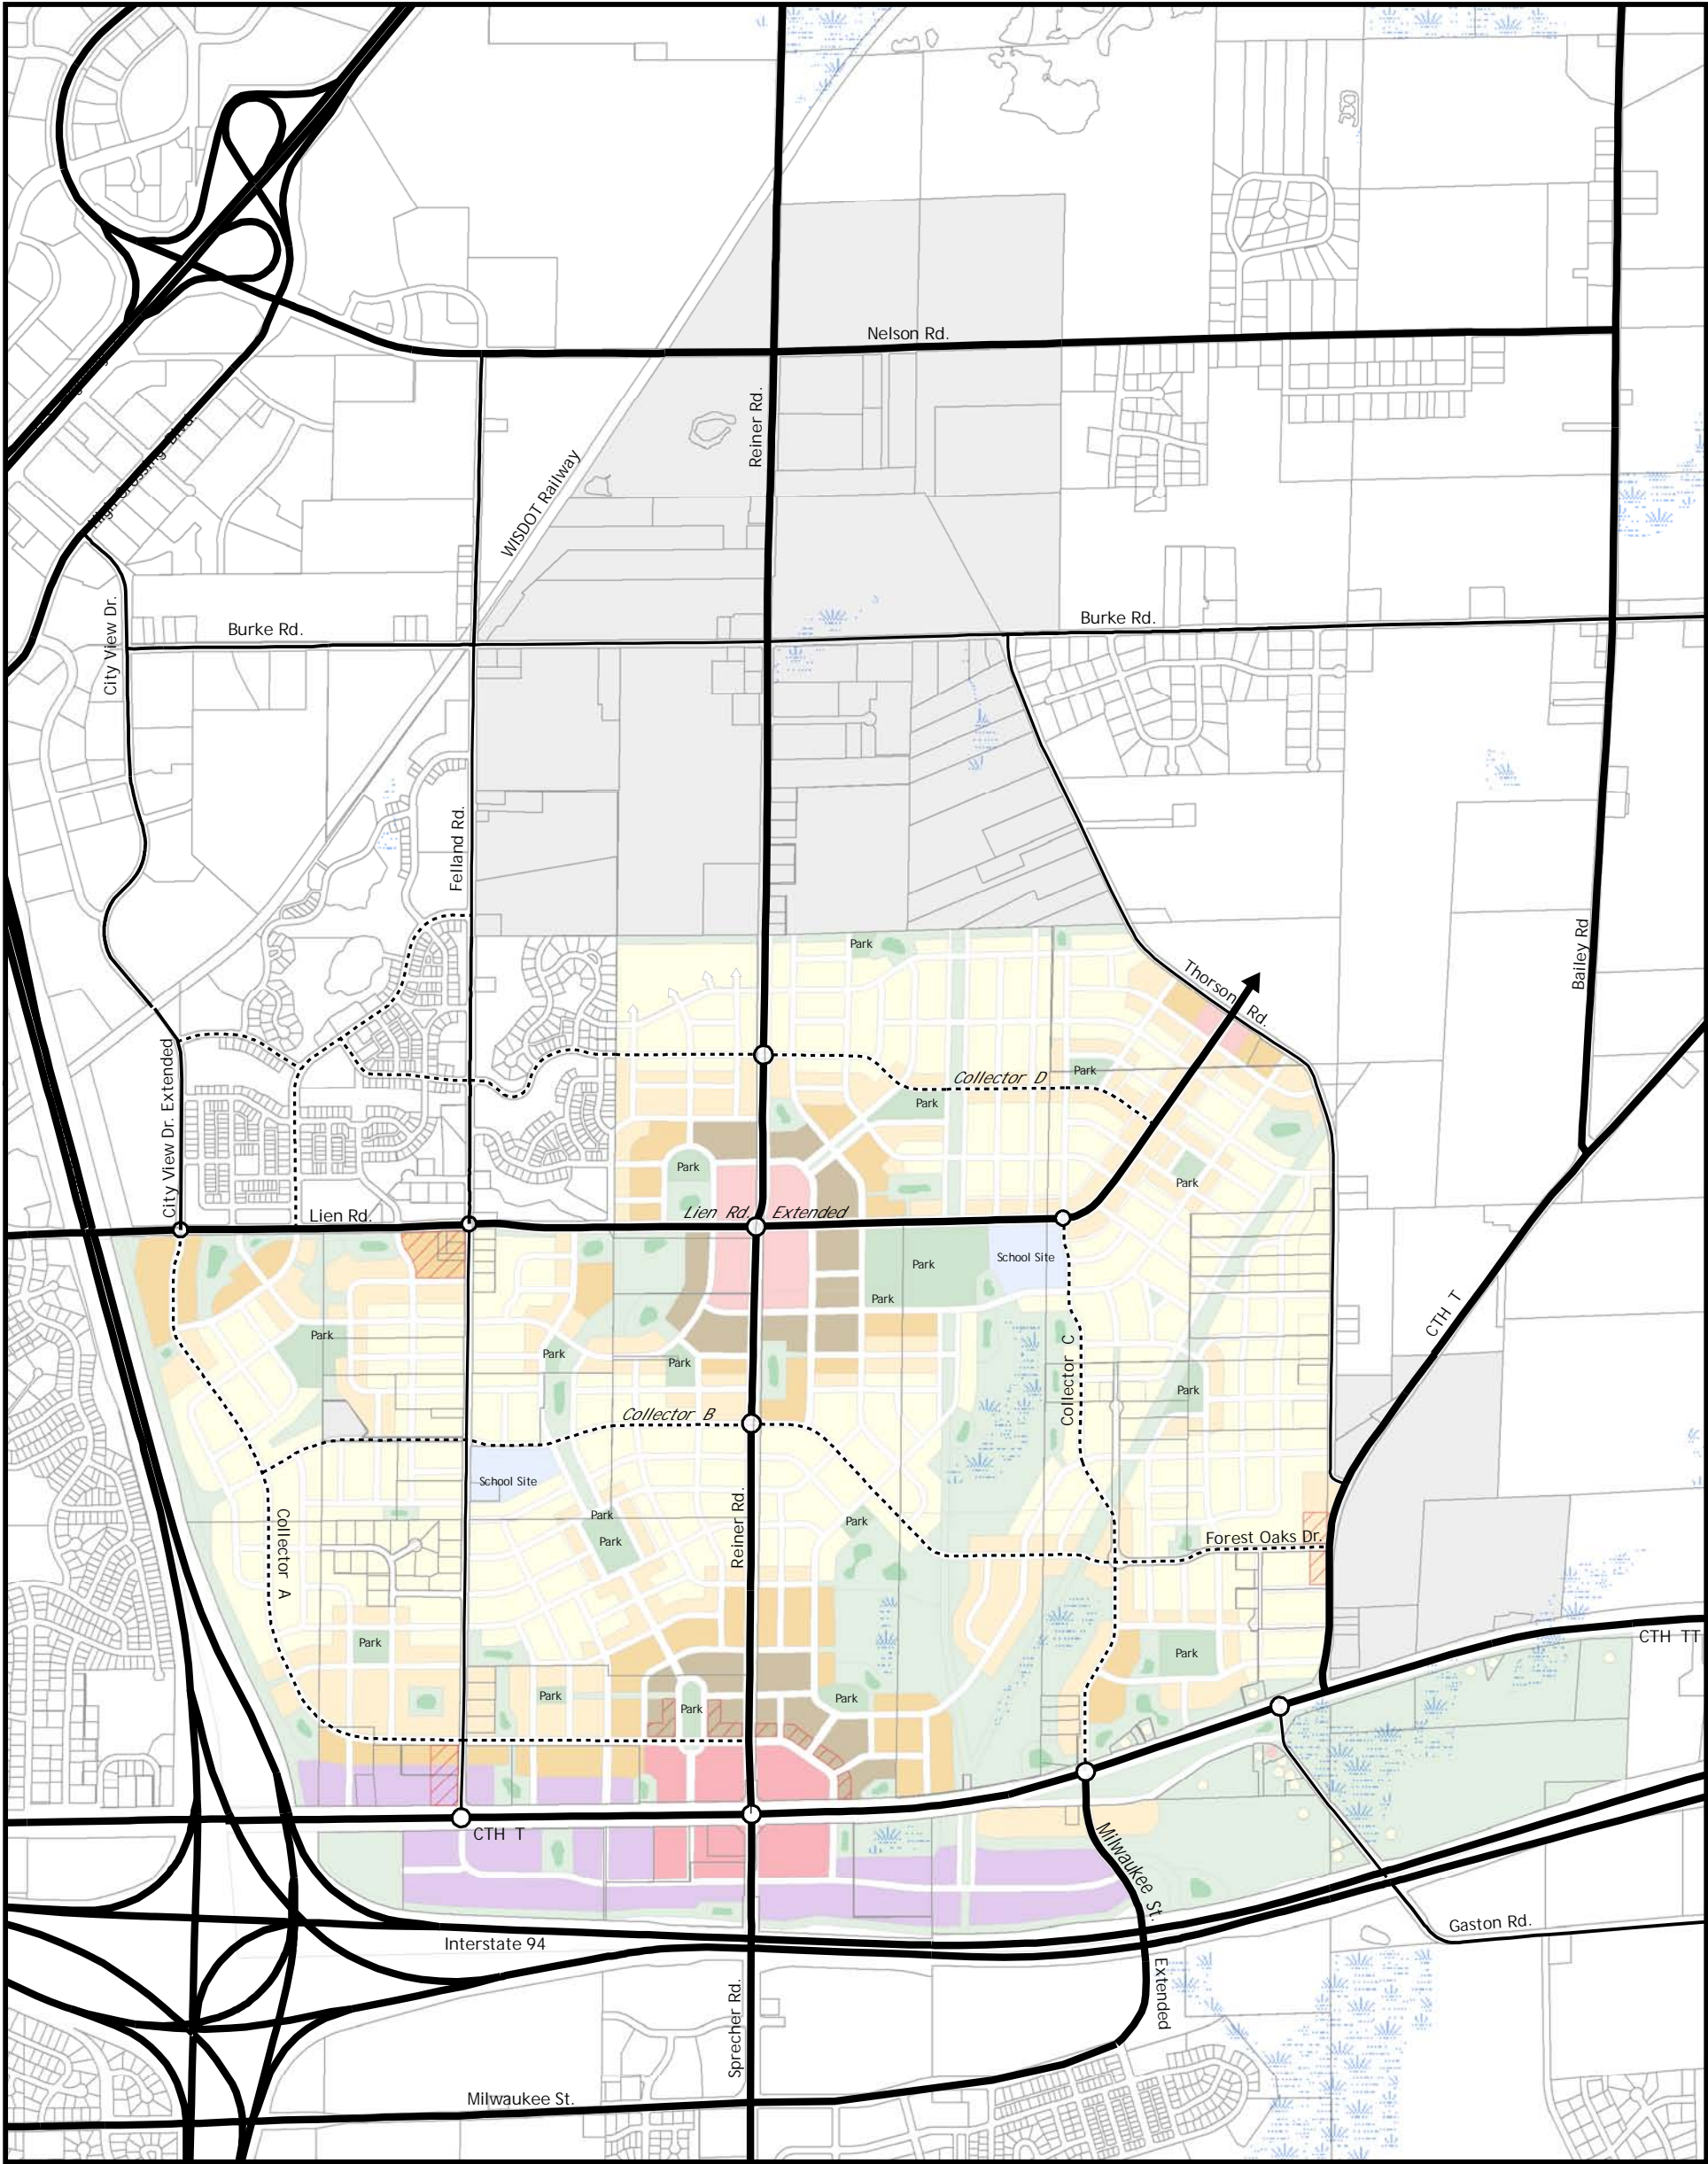 Nelson Rd.
Reiner Rd.
High Crossing Blvd.
WISDOT Railway
City View Dr.
Burke Rd.
Burke Rd.
Felland Rd.
Bailey Rd
Park
Thorson Rd.
City View Dr. Extended
Collector D
Park
Park
Park
Park
Lien Rd.
Lien Rd. Extended
School Site
Park
Park
CTH T
Park
Park
Park
Collector C
Park
Collector B
School Site
Reiner Rd.
Park
Park
Park
Forest Oaks Dr.
Collector A
Park
Park
CTH TT
Park
Park
Park
CTH T
Milwaukee St. Extended
Gaston Rd.
Interstate 94
Sprecher Rd.
Milwaukee St.